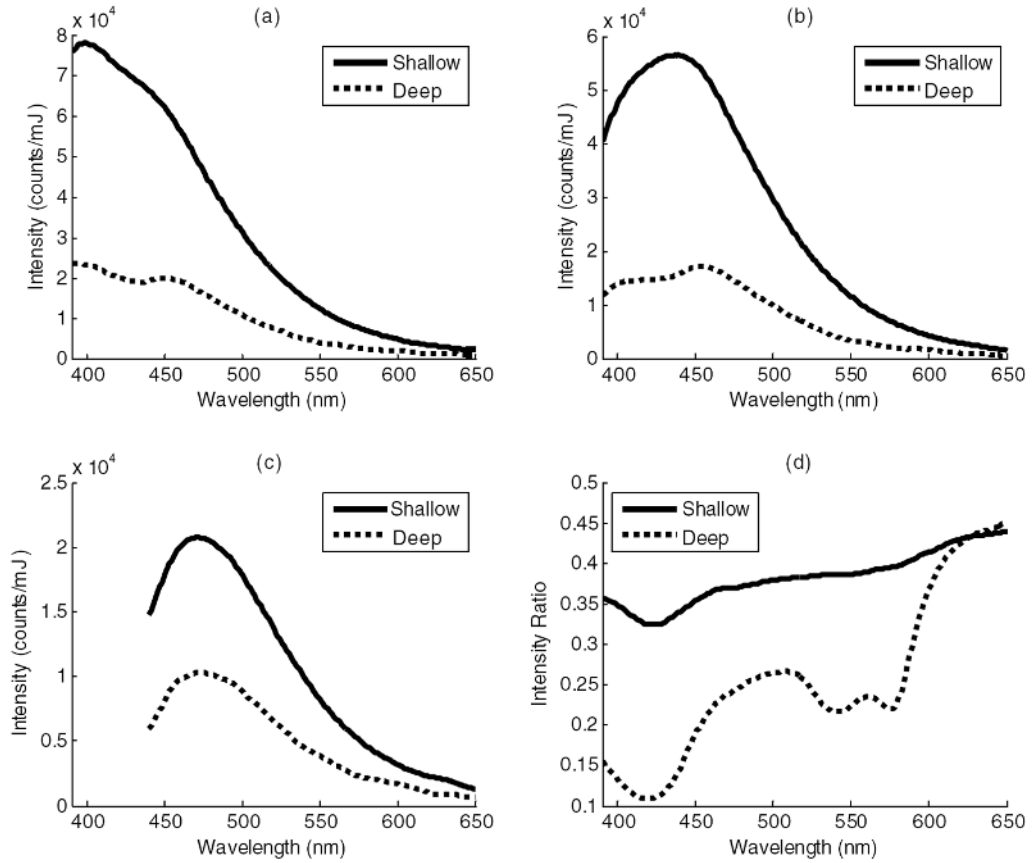 (a)
x 10^4
Intensity (counts/mJ)
8
7
6
5
4
3
2
1
0
Shallow
Deep
400 450 500 550 600 650
Wavelength (nm)
(b)
x 10^4
Intensity (counts/mJ)
6
5
4
3
2
1
0
Shallow
Deep
400 450 500 550 600 650
Wavelength (nm)
(c)
x 10^4
Intensity (counts/mJ)
2.5
2
1.5
1
0.5
0
Shallow
Deep
400 450 500 550 600 650
Wavelength (nm)
(d)
Intensity Ratio
0.5
0.45
0.4
0.35
0.3
0.25
0.2
0.15
0.1
Shallow
Deep
400 450 500 550 600 650
Wavelength (nm)